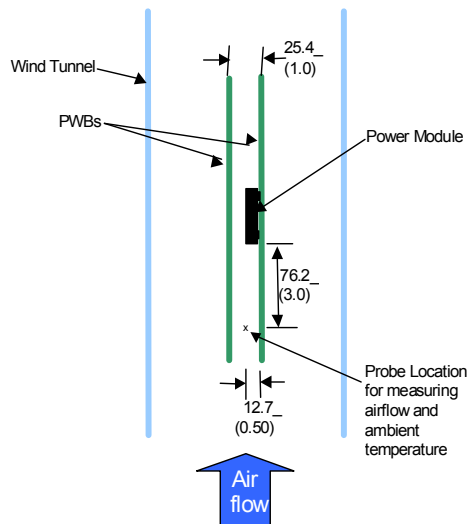 25.4_
(1.0)
Wind Tunnel
PWBs
Power Module
76.2_
(3.0)
x
Probe Location
for measuring
airflow and
ambient
temperature
12.7_
(0.50)
Air
flow